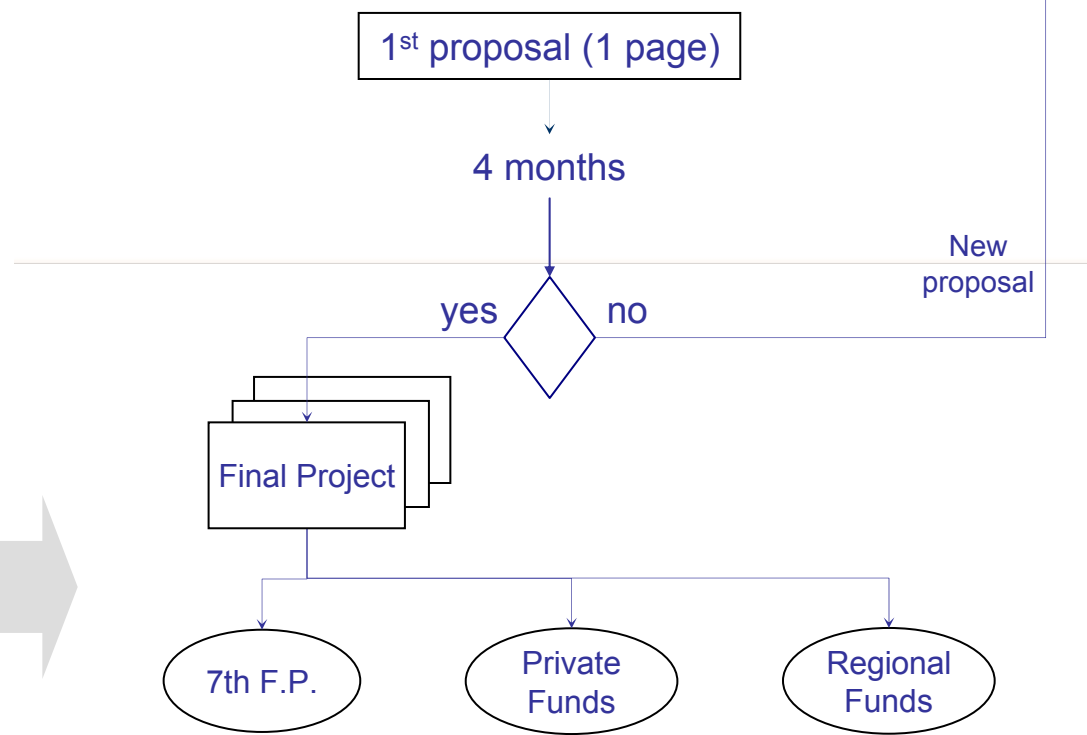 1st proposal (1 page)
4 months
New
proposal
yes
no
Final Project
7th F.P.
Private
Funds
Regional
Funds